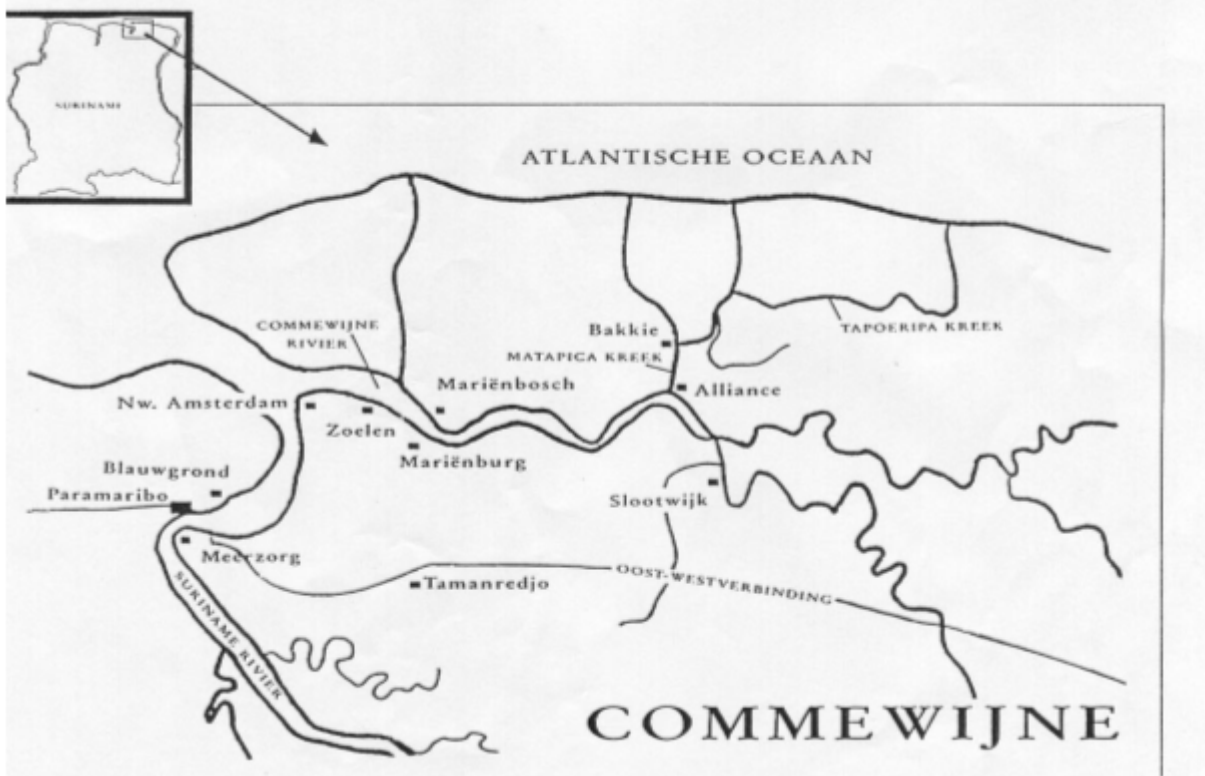 SURINAME
ATLANTISCHE OCEAAN
COMMEWIJNE
RIVIER
Bakkie
TAPOERIPA KREEK
MATAPICA KREEK
Mariënbosch
Alliance
Nw. Amsterdam
Zoelen
Mariënburg
Blauwgrond
Paramaribo
Slootwijk
Meerzorg
OOST-WESTVERBINDING
Tamanredjo
SURINAME RIVIER
COMMEWIJNE